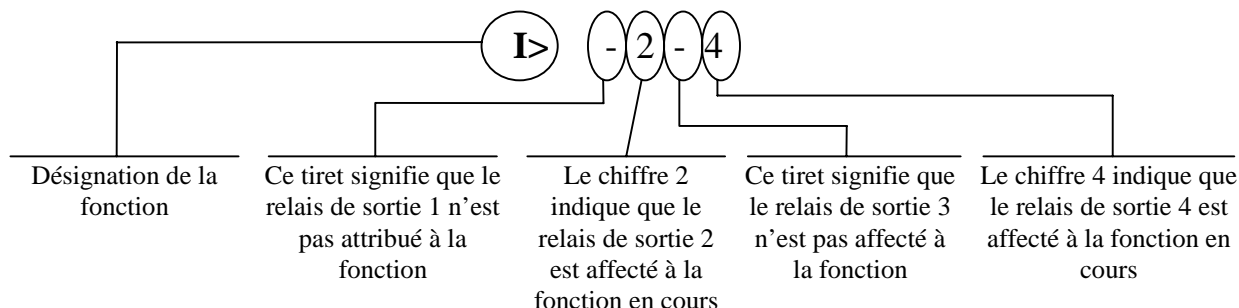 I> - 2 - 4
Désignation de la
fonction
Ce tiret signifie que le
relais de sortie 1 n’est
pas attribué à la
fonction
Le chiffre 2
indique que le
relais de sortie 2
est affecté à la
fonction en cours
Ce tiret signifie que
le relais de sortie 3
n’est pas affecté à
la fonction
Le chiffre 4 indique que
le relais de sortie 4 est
affecté à la fonction en
cours